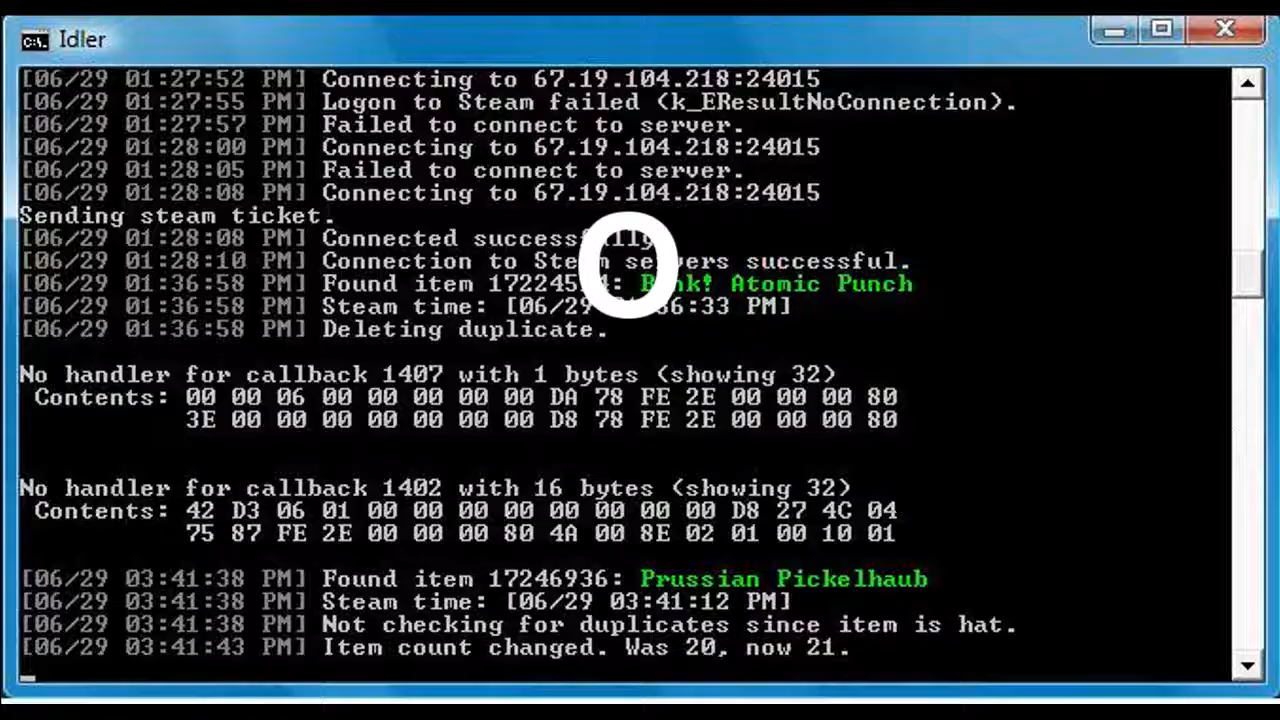 Idler
[06/29 01:27:52 PM] Connecting to 67.19.104.218:24015
[06/29 01:27:55 PM] Logon to Steam failed (k_EResultNoConnection).
[06/29 01:27:57 PM] Failed to connect to server.
[06/29 01:28:00 PM] Connecting to 67.19.104.218:24015
[06/29 01:28:05 PM] Failed to connect to server.
[06/29 01:28:08 PM] Connecting to 67.19.104.218:24015
Sending steam ticket.
[06/29 01:28:08 PM] Connected successfully
O
[06/29 01:28:10 PM] Connection to Steam servers successful.
[06/29 01:36:58 PM] Found item Atomic Punch
[06/29 01:36:58 PM] Steam time: [06/29 PM]
[06/29 01:36:58 PM] Deleting duplicate.
No handler for callback 1407 with 1 bytes (showing 32)
Contents: 00 00 06 00 00 00 00 00 DA 78 FE 2E 00 00 00 80
3E 00 00 00 00 00 00 00 D8 78 FE 2E 00 00 00 80
No handler for callback 1402 with 16 bytes (showing 32)
Contents: 42 D3 06 01 00 00 00 00 00 00 00 00 D8 27 4C 04
75 87 FE 2E 00 00 00 80 4A 00 8E 02 01 00 10 01
[06/29 03:41:38 PM] Found item 17246936: Prussian Pickelhaub
[06/29 03:41:38 PM] Steam time: [06/29 03:41:12 PM]
[06/29 03:41:38 PM] Not checking for duplicates since item is hat.
[06/29 03:41:43 PM] Item count changed. Was 20, now 21.